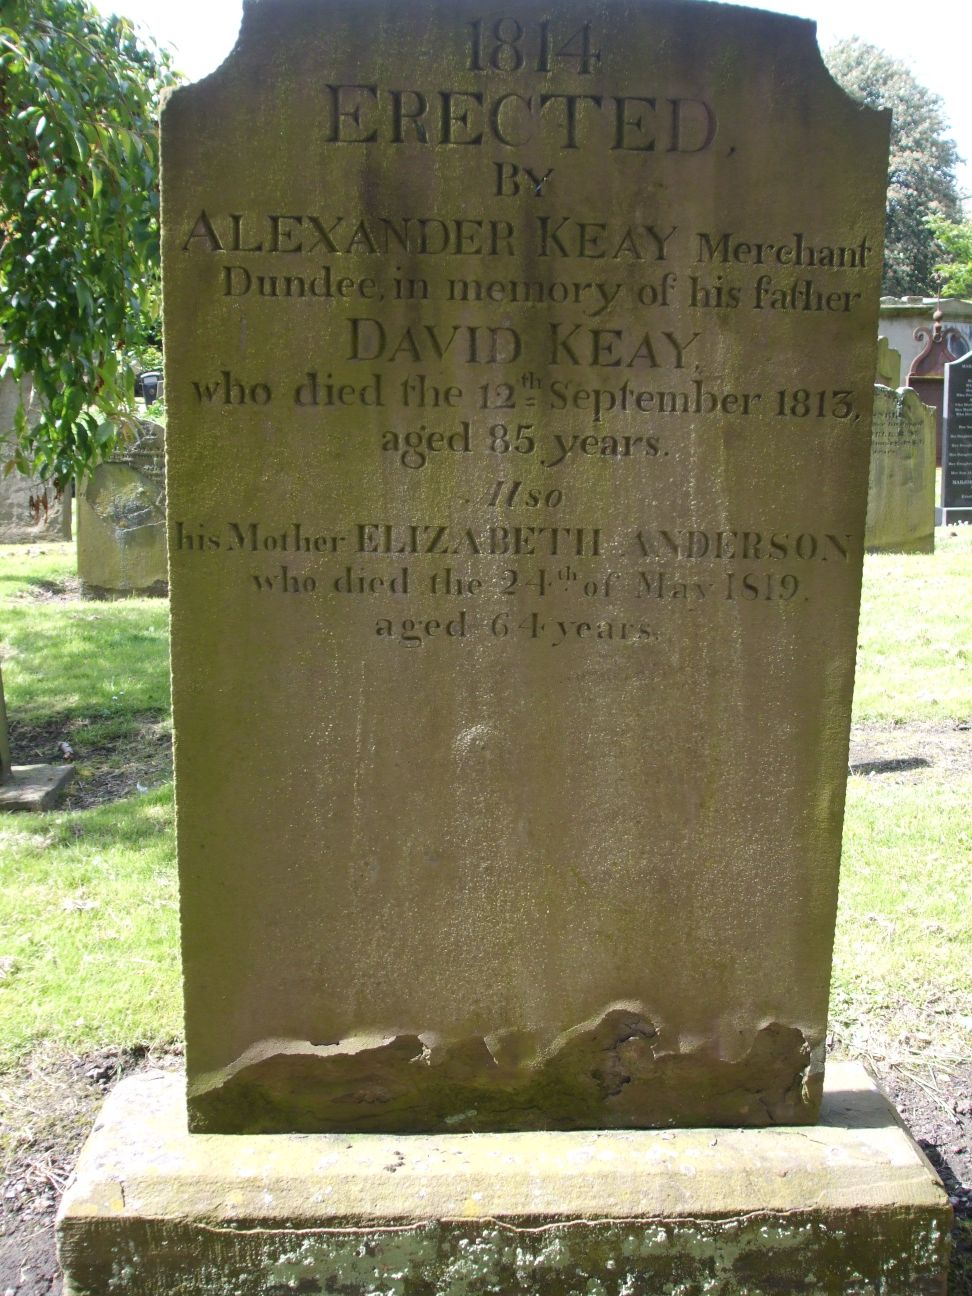 1814
ERECTED,
BY
ALEXANDER KEAY Merchant
Dundee, in memory of his father
DAVID KEAY,
who died the 12th September 1813,
aged 85 years.
Also
his Mother ELIZABETH ANDERSON
who died the 24th of May 1819.
aged 64 years.